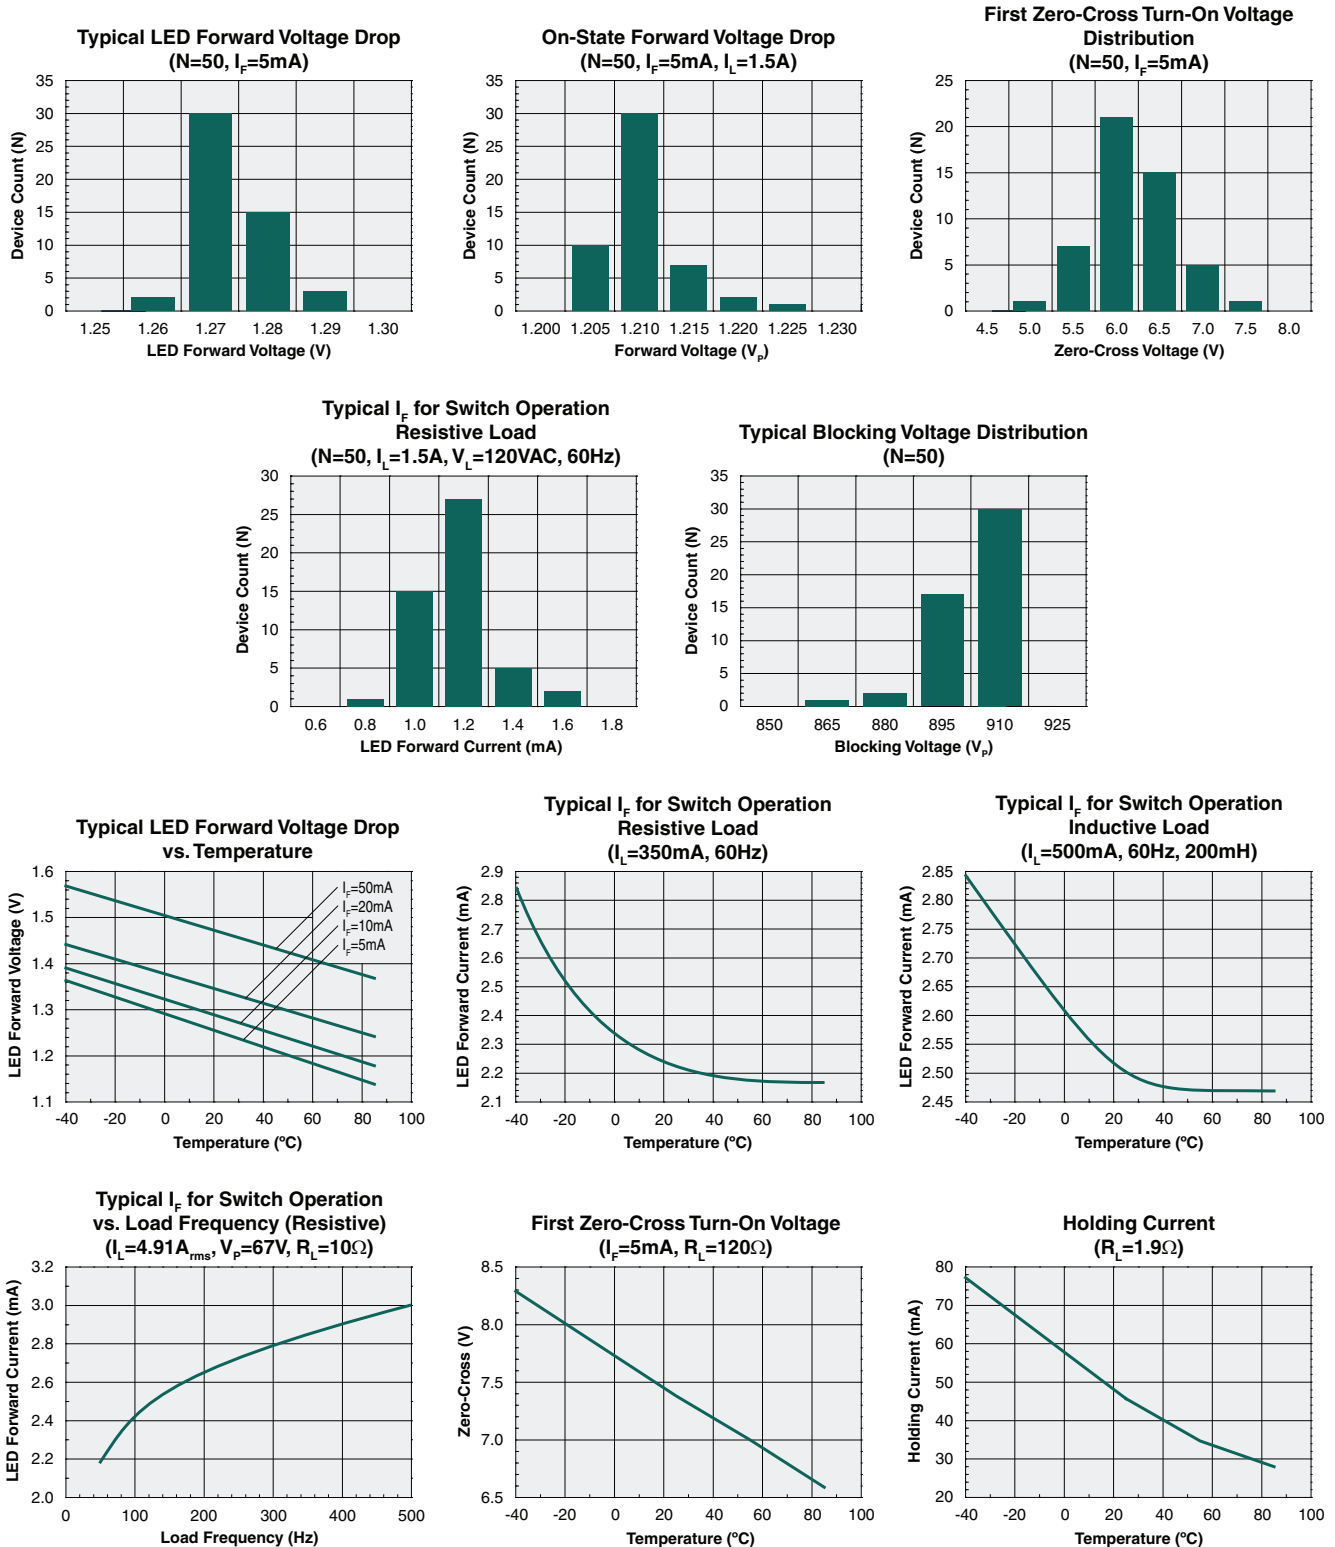 Typical LED Forward Voltage Drop
(N=50, IF=5mA)
Device Count (N)
35
30
25
20
15
10
5
0
1.25 1.26 1.27 1.28 1.29 1.30
LED Forward Voltage (V)
On-State Forward Voltage Drop
(N=50, IF=5mA, IL=1.5A)
Device Count (N)
35
30
25
20
15
10
5
0
1.200 1.205 1.210 1.215 1.220 1.225 1.230
Forward Voltage (VP)
First Zero-Cross Turn-On Voltage
Distribution
(N=50, IF=5mA)
Device Count (N)
25
20
15
10
5
0
4.5 5.0 5.5 6.0 6.5 7.0 7.5 8.0
Zero-Cross Voltage (V)
Typical IF for Switch Operation
Resistive Load
(N=50, IL=1.5A, VL=120VAC, 60Hz)
Device Count (N)
30
25
20
15
10
5
0
0.6 0.8 1.0 1.2 1.4 1.6 1.8
LED Forward Current (mA)
Typical Blocking Voltage Distribution
(N=50)
Device Count (N)
35
30
25
20
15
10
5
0
850 865 880 895 910 925
Blocking Voltage (VP)
Typical LED Forward Voltage Drop
vs. Temperature
LED Forward Voltage (V)
1.6
1.5
1.4
1.3
1.2
1.1
IF=50mA
IF=20mA
IF=10mA
IF=5mA
-40 -20 0 20 40 60 80 100
Temperature (ºC)
Typical IF for Switch Operation
Resistive Load
(IL=350mA, 60Hz)
LED Forward Current (mA)
2.9
2.8
2.7
2.6
2.5
2.4
2.3
2.2
2.1
-40 -20 0 20 40 60 80 100
Temperature (ºC)
Typical IF for Switch Operation
Inductive Load
(IL=500mA, 60Hz, 200mH)
LED Forward Current (mA)
2.85
2.80
2.75
2.70
2.65
2.60
2.55
2.50
2.45
-40 -20 0 20 40 60 80 100
Temperature (ºC)
Typical IF for Switch Operation
vs. Load Frequency (Resistive)
(IL=4.91Arms, VP=67V, RL=10Ω)
LED Forward Current (mA)
3.2
3.0
2.8
2.6
2.4
2.2
2.0
0 100 200 300 400 500
Load Frequency (Hz)
First Zero-Cross Turn-On Voltage
(IF=5mA, RL=120Ω)
Zero-Cross (V)
8.5
8.0
7.5
7.0
6.5
-40 -20 0 20 40 60 80 100
Temperature (ºC)
Holding Current
(RL=1.9Ω)
Holding Current (mA)
80
70
60
50
40
30
20
-40 -20 0 20 40 60 80 100
Temperature (ºC)